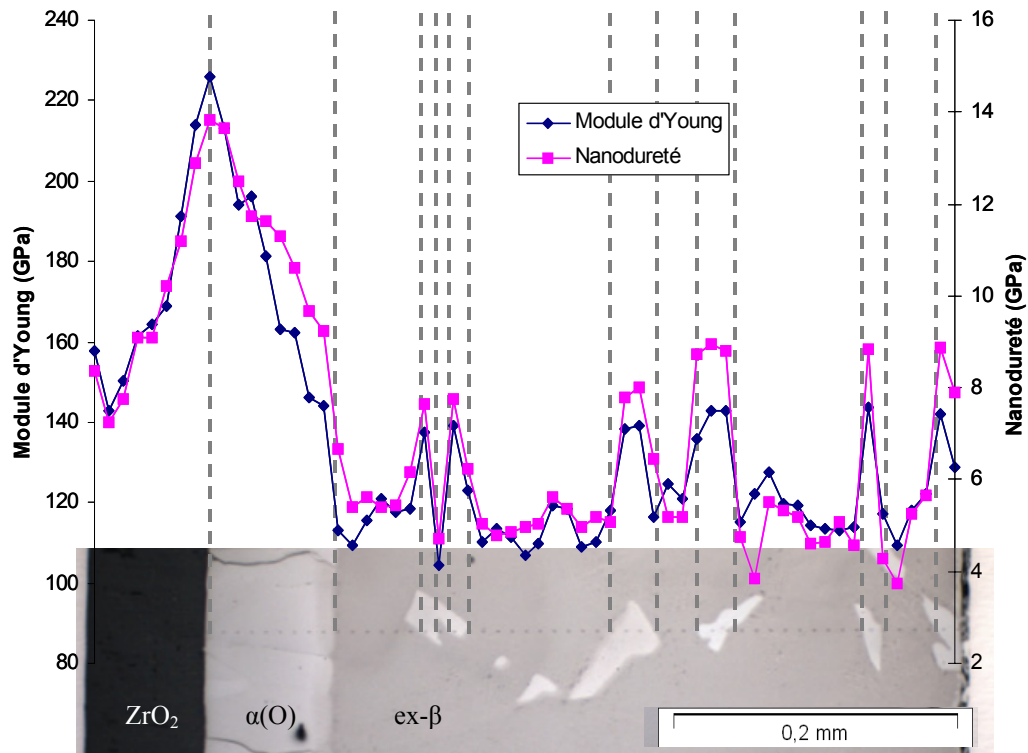 240
220
200
180
160
140
120
100
80
Module d'Young (GPa)
16
14
12
10
8
6
4
2
Nanodureté (GPa)
Module d'Young
Nanodureté
ZrO₂
α(O)
ex-β
0,2 mm